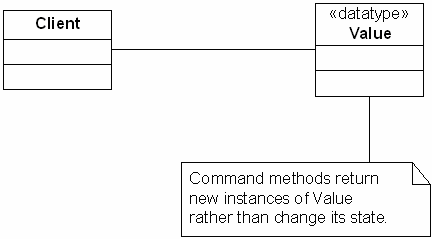 Client
«datatype»
Value
Command methods return
new instances of Value
rather than change its state.